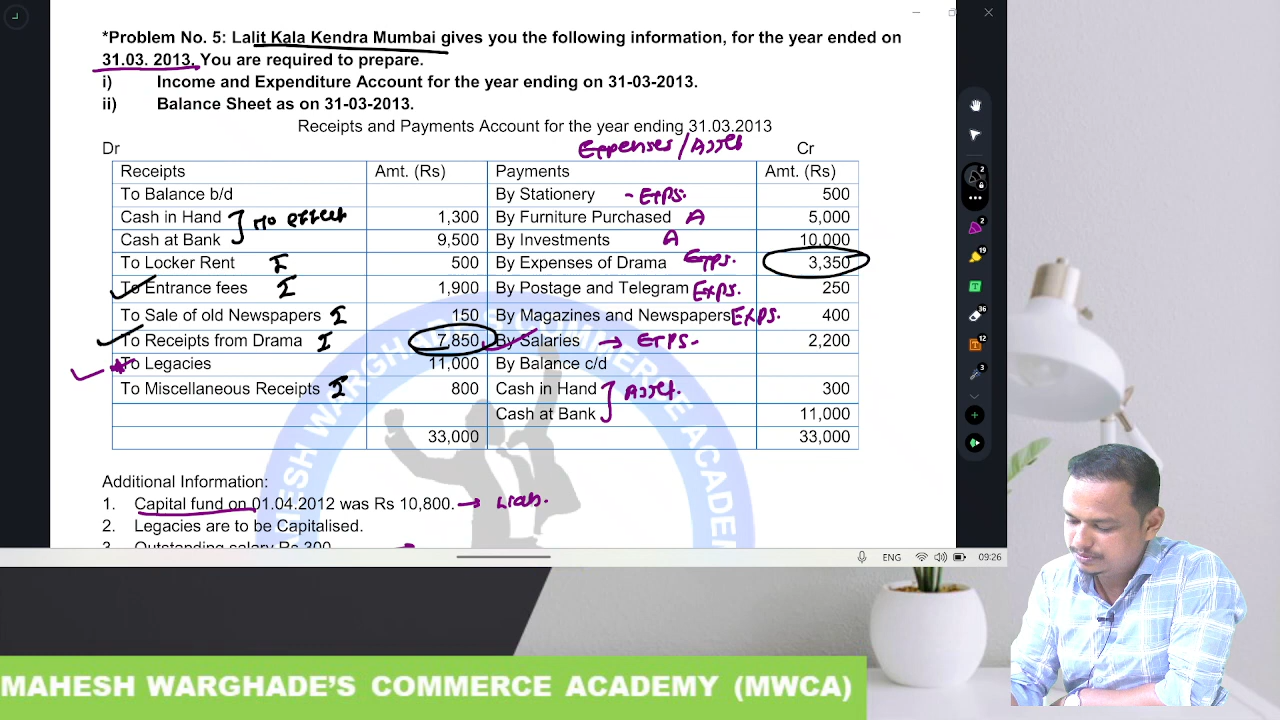 *Problem No. 5: Lalit Kala Kendra Mumbai gives you the following information, for the year ended on
31.03. 2013. You are required to prepare.
i) Income and Expenditure Account for the year ending on 31-03-2013.
ii) Balance Sheet as on 31-03-2013.
Receipts and Payments Account for the year ending 31.03.2013
Expenses/Asset
Dr Cr
Receipts Amt. (Rs) Payments Amt. (Rs)
To Balance b/d By Stationery - Exps. 500
Cash in Hand No effect 1,300 By Furniture Purchased A 5,000
Cash at Bank 9,500 By Investments A 10,000
To Locker Rent I 500 By Expenses of Drama Exps. 3,350
To Entrance fees I 1,900 By Postage and Telegram Exps. 250
To Sale of old Newspapers I 150 By Magazines and Newspapers Exps. 400
To Receipts from Drama I 7,850 By Salaries → Exps- 2,200
To Legacies 11,000 By Balance c/d
To Miscellaneous Receipts I 800 Cash in Hand Asset. 300
Cash at Bank 11,000
33,000 33,000
Additional Information:
1. Capital fund on 01.04.2012 was Rs 10,800. → Liab.
2. Legacies are to be Capitalised.
3. Outstanding salary Rs 300
ENG 09:26
MAHESH WARGHADE'S COMMERCE ACADEMY (MWCA)